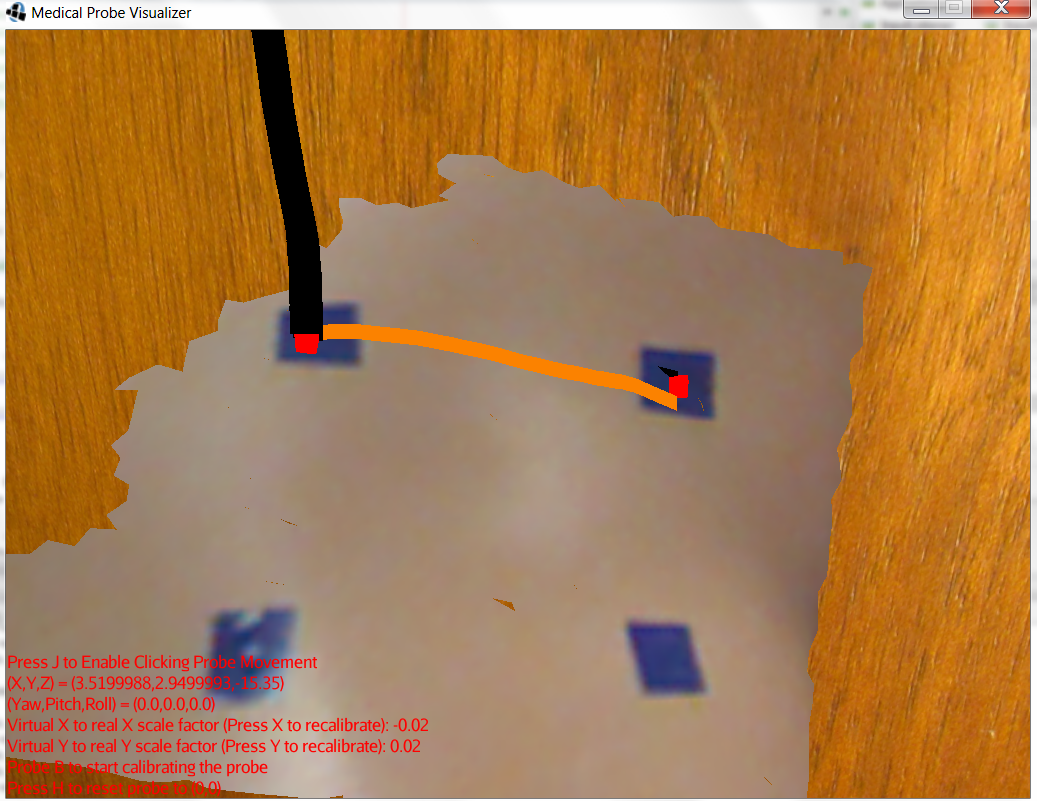 Medical Probe Visualizer
Press J to Enable Clicking Probe Movement
(X,Y,Z) = (3.5199988,2.9499993,-15.35)
(Yaw,Pitch,Roll) = (0.0,0.0,0.0)
Virtual X to real X scale factor (Press X to recalibrate): -0.02
Virtual Y to real Y scale factor (Press Y to recalibrate): 0.02
Probe B to start calibrating the probe
Press H to reset probe to (0,0)